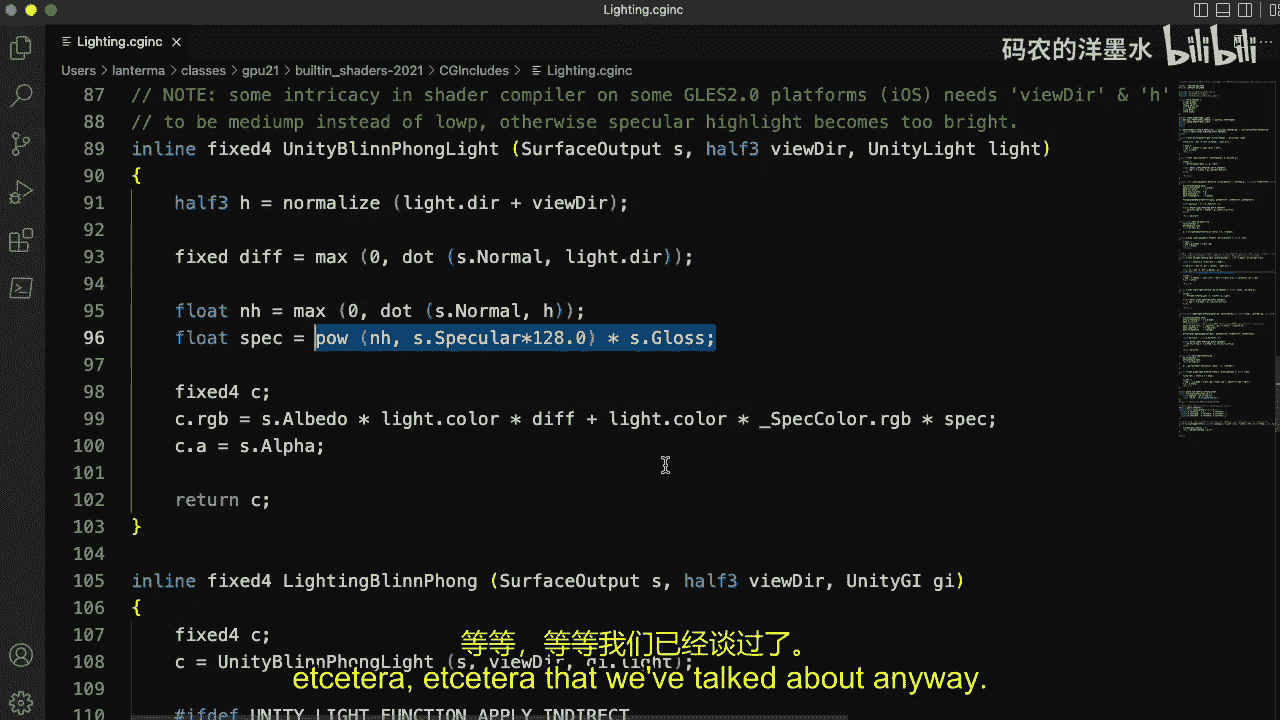 Lighting.cginc
Lighting.cginc
码农的洋墨水 bilibili
Users > lanterma > classes > gpu21 > builtin_shaders-2021 > CGIncludes > Lighting.cginc
87 // NOTE: some intricacy in shader compiler on some GLES2.0 platforms (iOS) needs 'viewDir' & 'h'
88 // to be mediump instead of lowp, otherwise specular highlight becomes too bright.
89 inline fixed4 UnityBlinnPhongLight (SurfaceOutput s, half3 viewDir, UnityLight light)
90 {
91 half3 h = normalize (light.dir + viewDir);
92
93 fixed diff = max (0, dot (s.Normal, light.dir));
94
95 float nh = max (0, dot (s.Normal, h));
96 float spec = pow (nh, s.Specular*128.0) * s.Gloss;
97
98 fixed4 c;
99 c.rgb = s.Albedo * light.color * diff + light.color * _SpecColor.rgb * spec;
100 c.a = s.Alpha;
101
102 return c;
103 }
104
105 inline fixed4 LightingBlinnPhong (SurfaceOutput s, half3 viewDir, UnityGI gi)
106 {
107 fixed4 c;
等等，等等我们已经谈过了。
108 c = UnityBlinnPhongLight (s, viewDir, gi.light);
etcetera, etcetera that we've talked about anyway.
109
110 #ifdef UNITY_LIGHT_FUNCTION_APPLY_INDIRECT